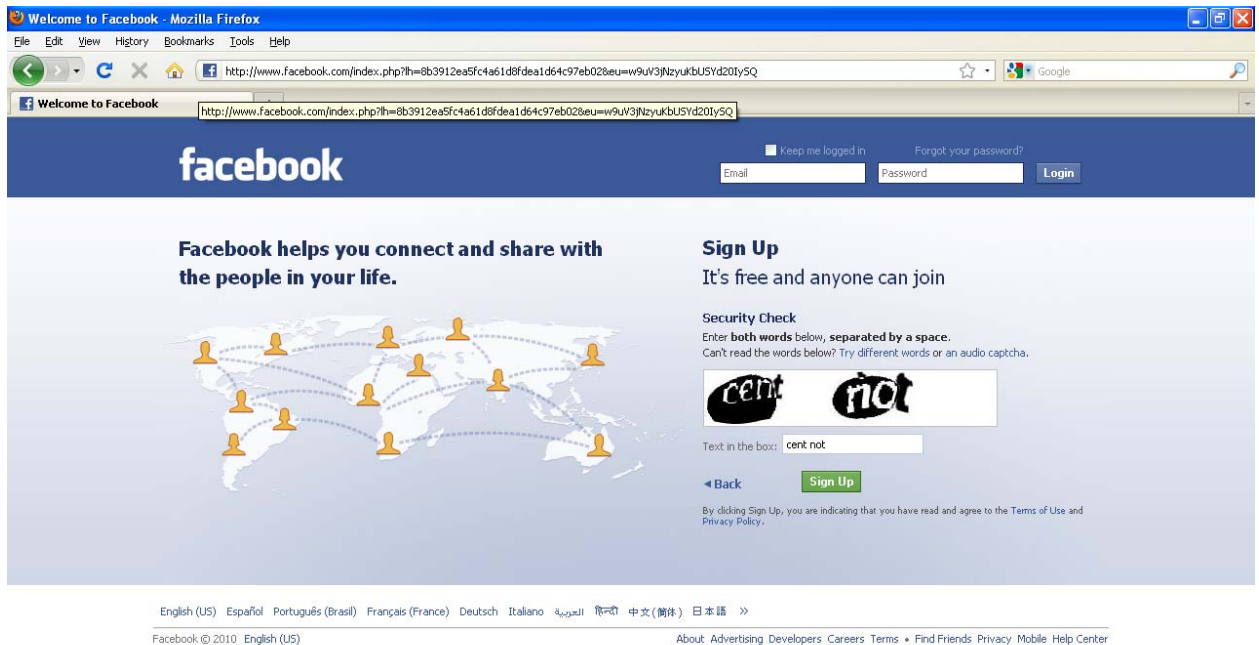 Welcome to Facebook - Mozilla Firefox
File Edit View History Bookmarks Tools Help
http://www.facebook.com/index.php?lh=8b3912ea5fc4a61d8fdea1d64c97eb02&eu=w9uV3jNzyuKbUSYd20IySQ
Google
Welcome to Facebook
http://www.facebook.com/index.php?lh=8b3912ea5fc4a61d8fdea1d64c97eb02&eu=w9uV3jNzyuKbUSYd20IySQ
facebook
Keep me logged in Forgot your password?
Email Password Login
Facebook helps you connect and share with
the people in your life.
Sign Up
It's free and anyone can join
Security Check
Enter both words below, separated by a space.
Can't read the words below? Try different words or an audio captcha.
cent not
Text in the box: cent not
Back Sign Up
By clicking Sign Up, you are indicating that you have read and agree to the Terms of Use and
Privacy Policy.
English (US) Español Português (Brasil) Français (France) Deutsch Italiano العربية हिन्दी 中文(简体) 日本語 »
Facebook © 2010 English (US) About Advertising Developers Careers Terms • Find Friends Privacy Mobile Help Center